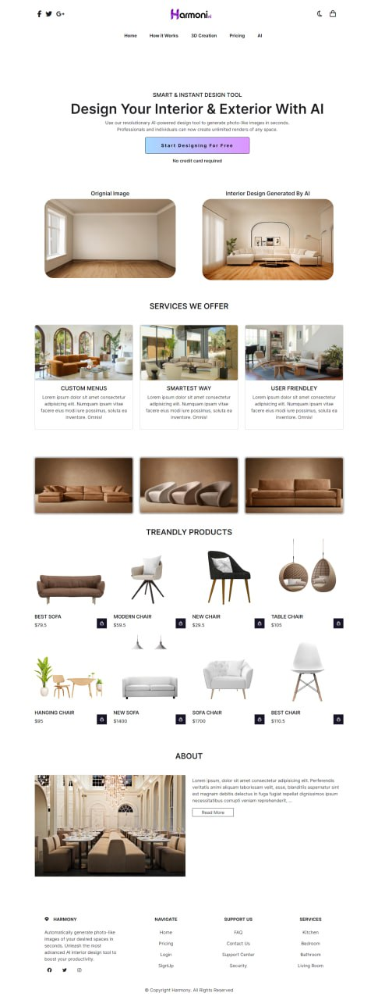 Harmoni.ai
Home How it Works 3D Creation Pricing AI
SMART & INSTANT DESIGN TOOL
Design Your Interior & Exterior With AI
Use our revolutionary AI-powered design tool to generate photo-like images in seconds.
Professionals and individuals can now create unlimited renders of any space.
Start Designing For Free
No credit card required
Orignial Image
Interior Design Generated By AI
SERVICES WE OFFER
CUSTOM MENUS
Lorem ipsum dolor sit amet consectetur
adipisicing elit. Numquam ipsam vitae
facere eius modi iure possimus, soluta ea
inventore. Omnis!
SMARTEST WAY
Lorem ipsum dolor sit amet consectetur
adipisicing elit. Numquam ipsam vitae
facere eius modi iure possimus, soluta ea
inventore. Omnis!
USER FRIENDLEY
Lorem ipsum dolor sit amet consectetur
adipisicing elit. Numquam ipsam vitae
facere eius modi iure possimus, soluta ea
inventore. Omnis!
TREANDLY PRODUCTS
BEST SOFA
$79.5
MODERN CHAIR
$59.5
NEW CHAIR
$29.5
TABLE CHAIR
$105
HANGING CHAIR
$95
NEW SOFA
$1400
SOFA CHAIR
$1700
BEST CHAIR
$110.5
ABOUT
Lorem ipsum, dolor sit amet consectetur adipisicing elit. Perferendis
veritatis animi aliquam laboriosam velit, esse, blanditiis aspernatur sint
est magnam debitis delectus in fuga fugiat repellat dignissimos ipsum
necessitatibus corrupti veniam reprehenderit, ...
Read More
HARMONY
Automatically generate photo-like
images of your desired spaces in
seconds. Unleash the most
advanced AI interior design tool to
boost your productivity.
NAVIGATE
Home
Pricing
Login
SignUp
SUPPORT US
FAQ
Contact Us
Support Center
Security
SERVICES
Kitchen
Bedroom
Bathroom
Living Room
© Copyright Harmony. All Rights Reserved